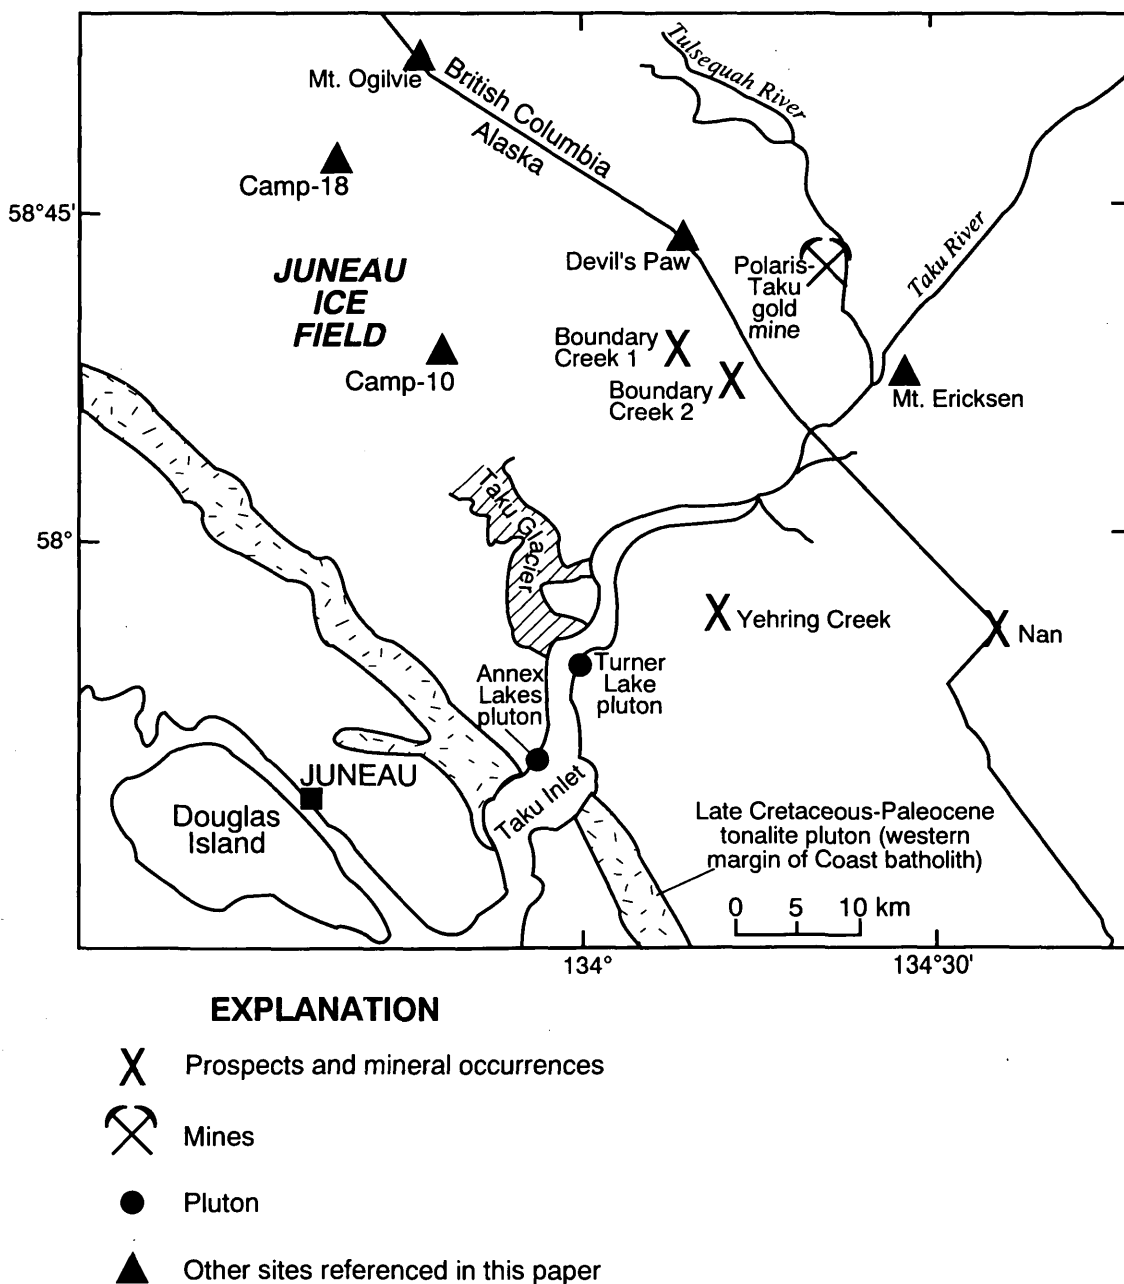 Tulsequah River
Mt. Ogilvie
British Columbia
Alaska
Camp-18
58°45'
Taku River
Devil's Paw
Polaris-
Taku
gold
mine
JUNEAU
ICE
FIELD
Boundary
Creek 1
Camp-10
Boundary
Creek 2
Mt. Ericksen
Taku Glacier
58°
Yehring Creek
Nan
Annex
Lakes
pluton
Turner
Lake
pluton
JUNEAU
Taku Inlet
Douglas
Island
Late Cretaceous-Paleocene
tonalite pluton (western
margin of Coast batholith)
0 5 10 km
134°
134°30'
EXPLANATION
Prospects and mineral occurrences
Mines
Pluton
Other sites referenced in this paper